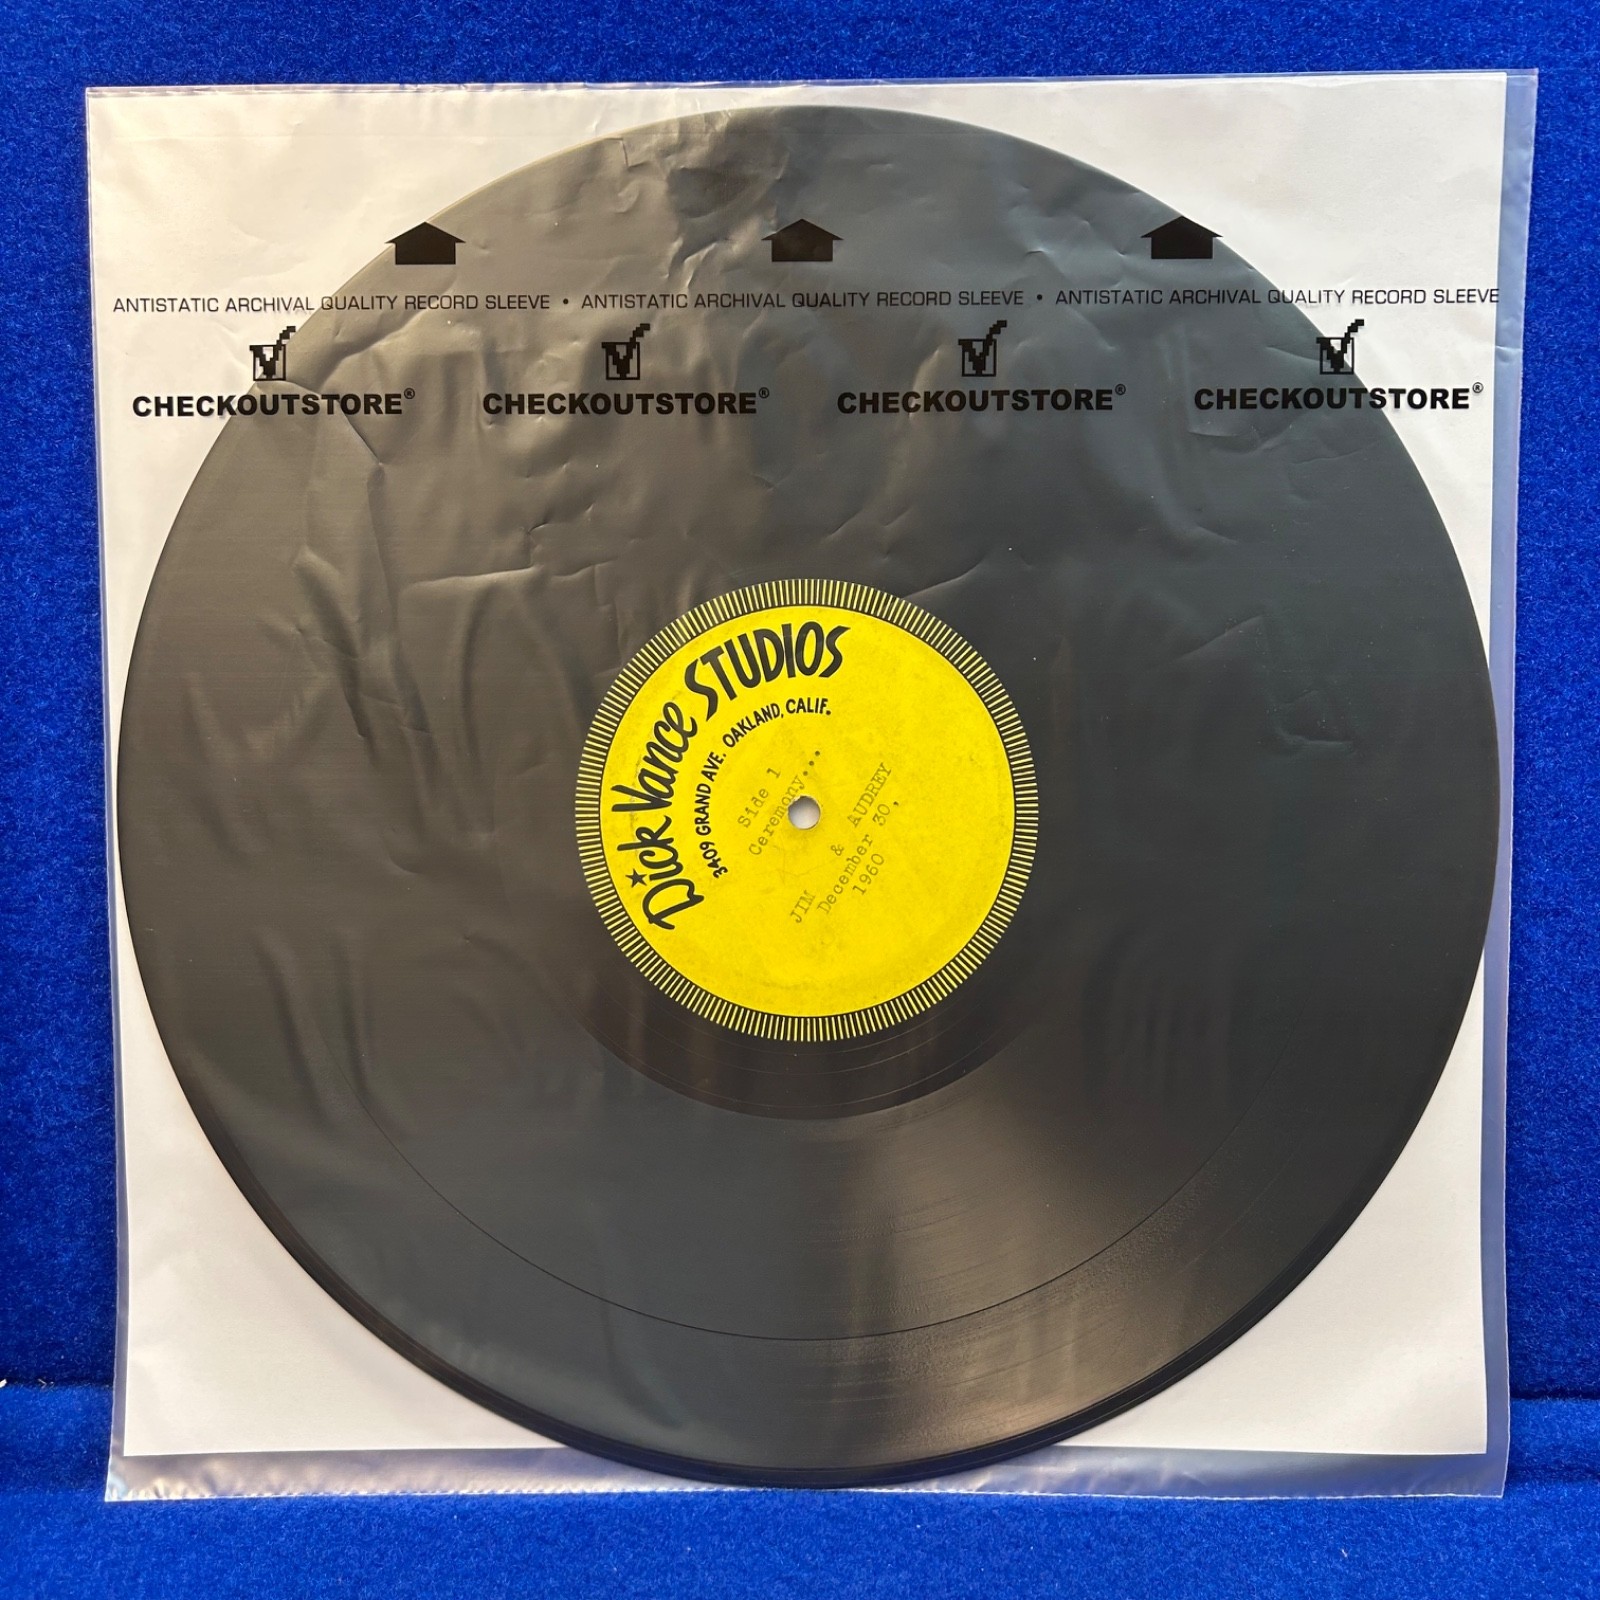 ANTISTATIC ARCHIVAL QUALITY RECORD SLEEVE • ANTISTATIC ARCHIVAL QUALITY RECORD SLEEVE • ANTISTATIC ARCHIVAL QUALITY RECORD SLEEVE
CHECKOUTSTORE® CHECKOUTSTORE® CHECKOUTSTORE® CHECKOUTSTORE®
Dick Vance STUDIOS
3409 GRAND AVE. OAKLAND, CALIF.
Side 1
Ceremony...
JIM & AUDREY
December 30,
1960